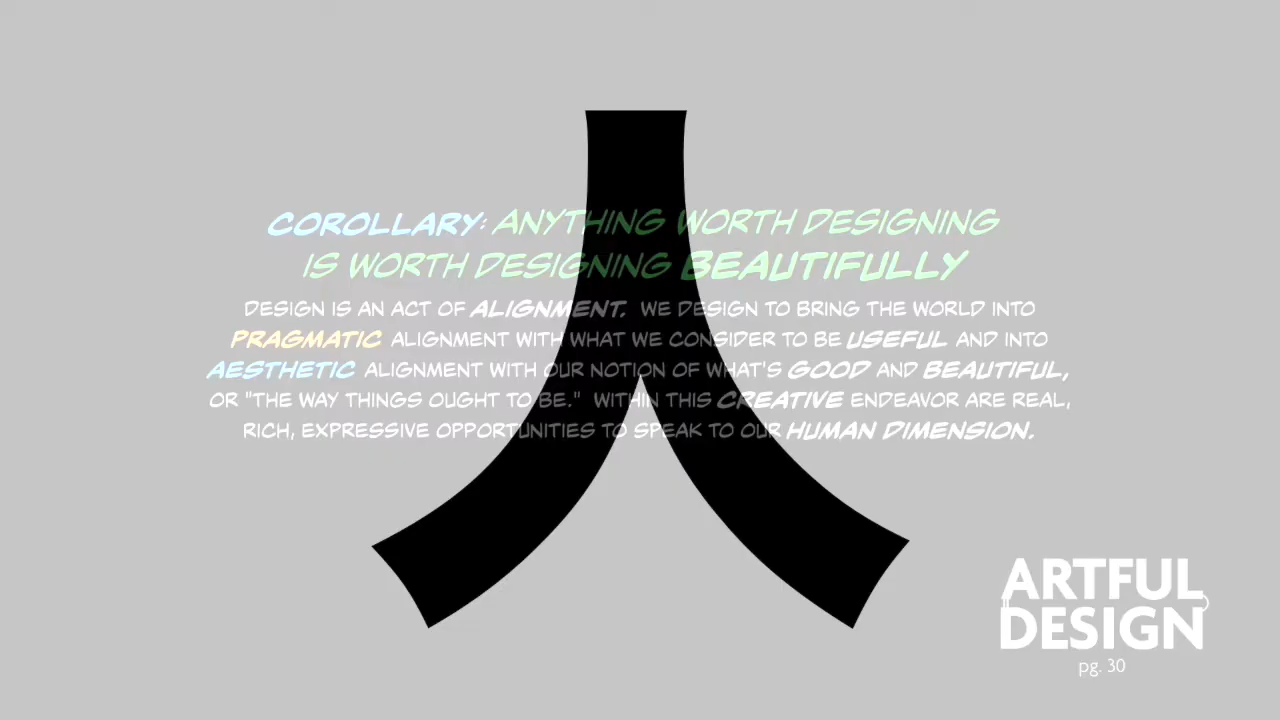 COROLLARY: ANYTHING WORTH DESIGNING
IS WORTH DESIGNING BEAUTIFULLY
DESIGN IS AN ACT OF ALIGNMENT. WE DESIGN TO BRING THE WORLD INTO
PRAGMATIC ALIGNMENT WITH WHAT WE CONSIDER TO BE USEFUL AND INTO
AESTHETIC ALIGNMENT WITH OUR NOTION OF WHAT'S GOOD AND BEAUTIFUL,
OR "THE WAY THINGS OUGHT TO BE." WITHIN THIS CREATIVE ENDEAVOR ARE REAL,
RICH, EXPRESSIVE OPPORTUNITIES TO SPEAK TO OUR HUMAN DIMENSION.
ARTFUL
DESIGN
pg. 30